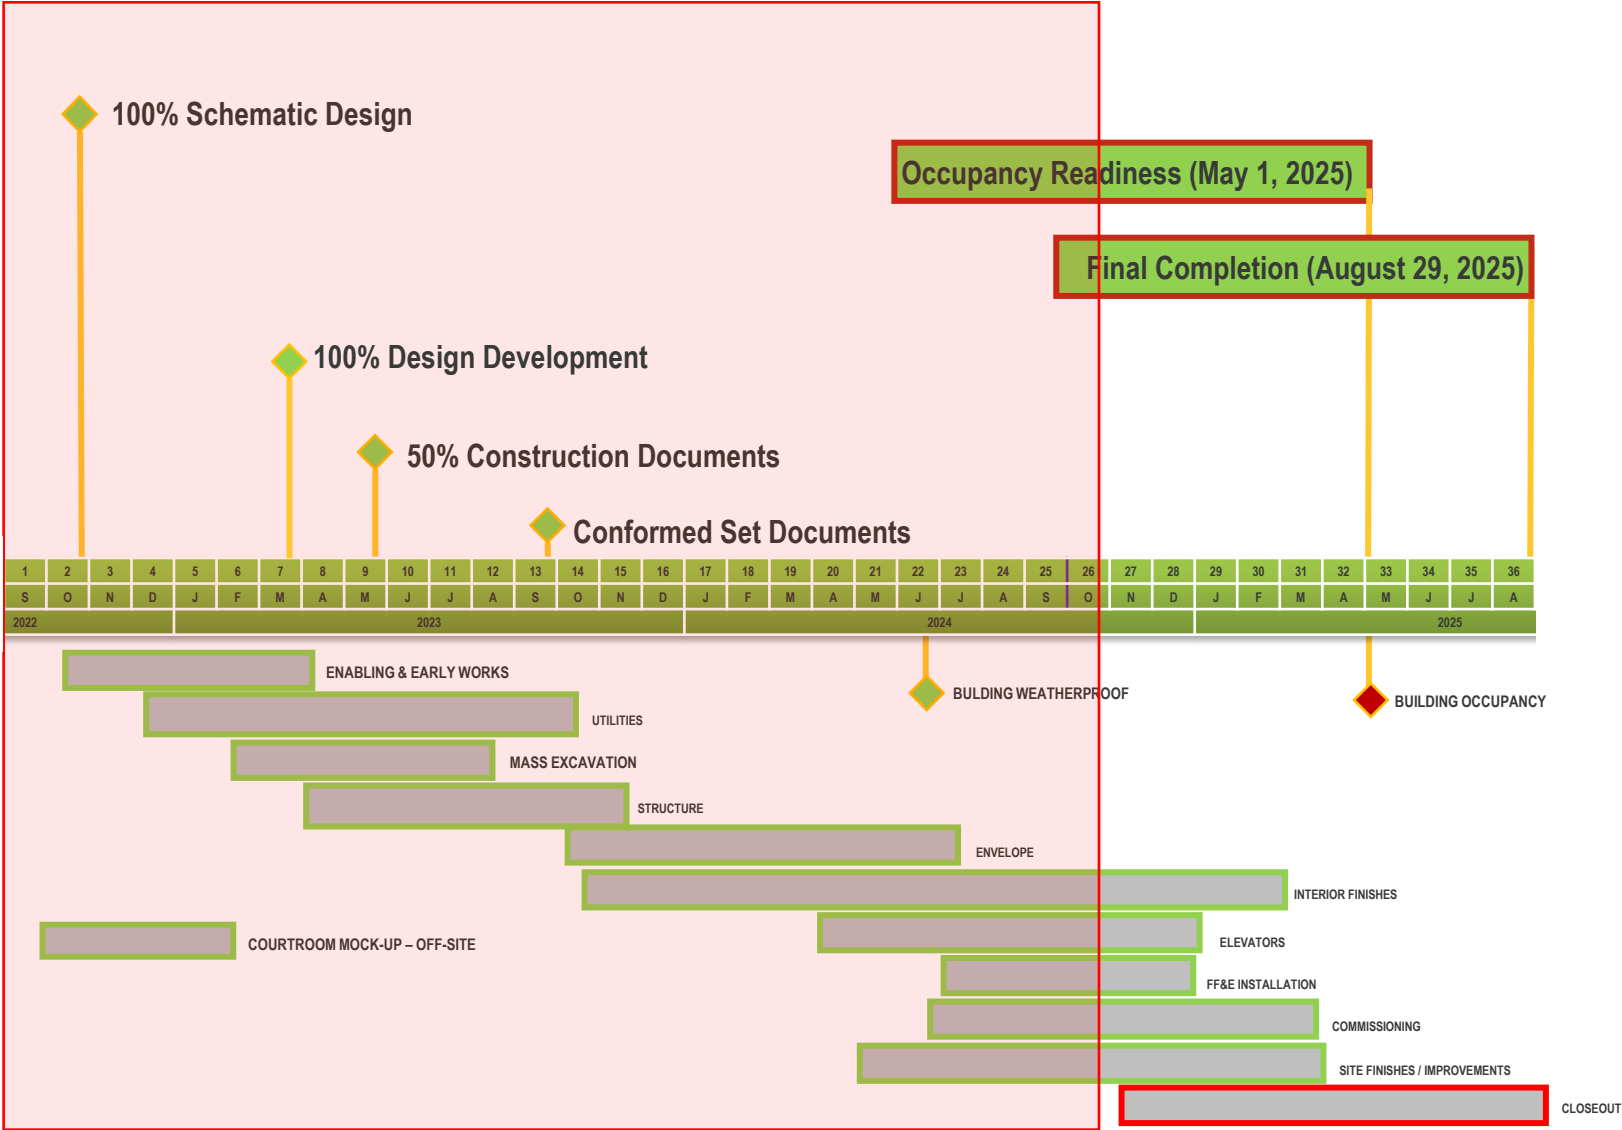 100% Schematic Design
Occupancy Readiness (May 1, 2025)
Final Completion (August 29, 2025)
100% Design Development
50% Construction Documents
Conformed Set Documents
1 2 3 4 5 6 7 8 9 10 11 12 13 14 15 16 17 18 19 20 21 22 23 24 25 26 27 28 29 30 31 32 33 34 35 36
S O N D J F M A M J J A S O N D J F M A M J J A S O N D J F M A M J J A
2022 2023 2024 2025
ENABLING & EARLY WORKS
BULDING WEATHERPROOF
BUILDING OCCUPANCY
UTILITIES
MASS EXCAVATION
STRUCTURE
ENVELOPE
INTERIOR FINISHES
COURTROOM MOCK-UP – OFF-SITE
ELEVATORS
FF&E INSTALLATION
COMMISSIONING
SITE FINISHES / IMPROVEMENTS
CLOSEOUT